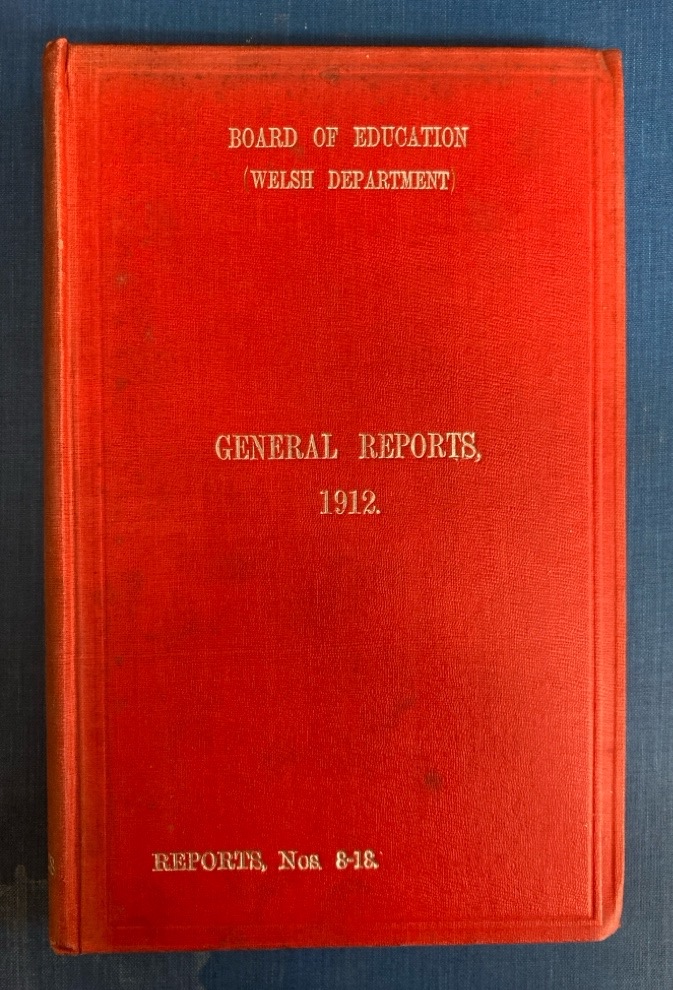 BOARD OF EDUCATION
(WELSH DEPARTMENT)
GENERAL REPORTS,
1912.
REPORTS, Nos. 8-18.